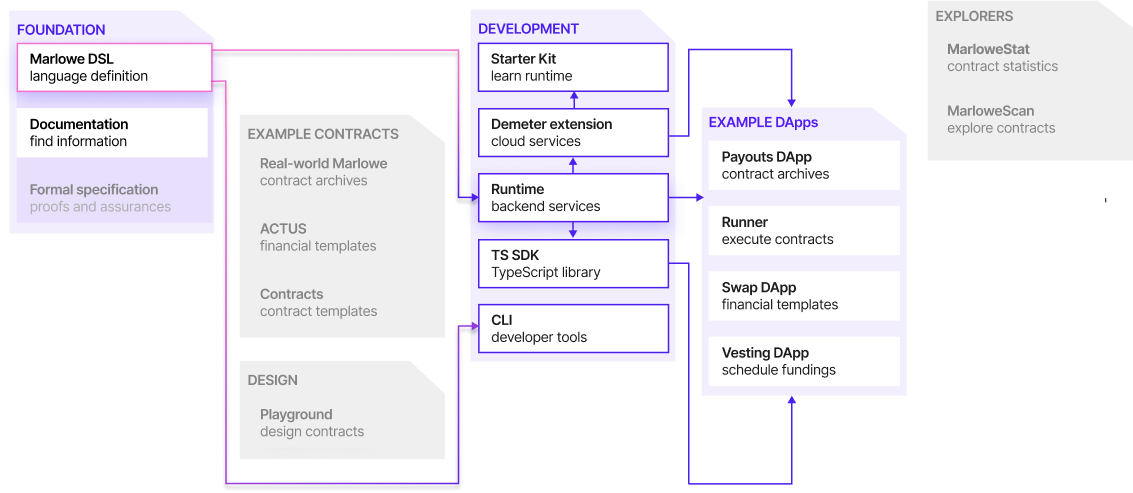 FOUNDATION
Marlowe DSL
language definition
Documentation
find information
Formal specification
proofs and assurances
EXAMPLE CONTRACTS
Real-world Marlowe
contract archives
ACTUS
financial templates
Contracts
contract templates
DESIGN
Playground
design contracts
DEVELOPMENT
Starter Kit
learn runtime
Demeter extension
cloud services
Runtime
backend services
TS SDK
TypeScript library
CLI
developer tools
EXAMPLE DApps
Payouts DApp
contract archives
Runner
execute contracts
Swap DApp
financial templates
Vesting DApp
schedule fundings
EXPLORERS
MarloweStat
contract statistics
MarloweScan
explore contracts